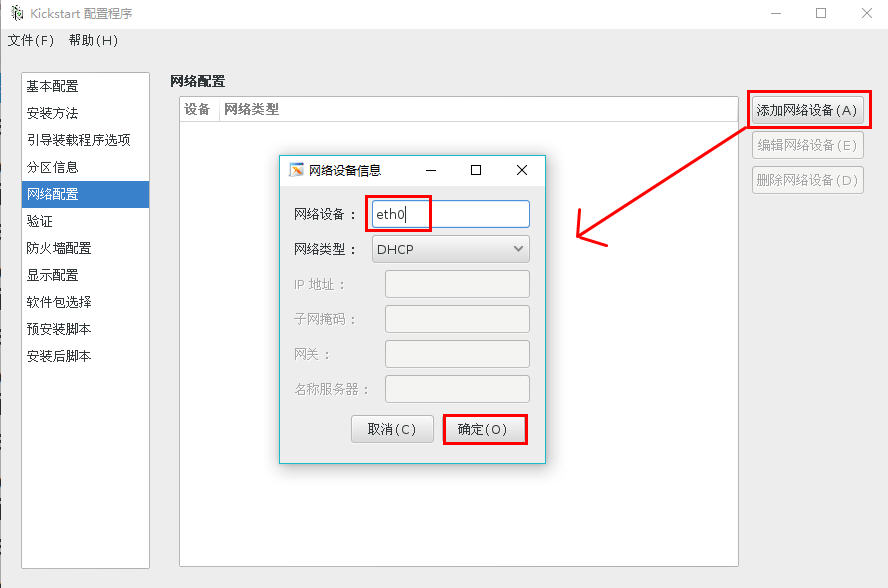 Kickstart 配置程序
文件(F) 帮助(H)
基本配置
安装方法
引导装载程序选项
分区信息
网络配置
验证
防火墙配置
显示配置
软件包选择
预安装脚本
安装后脚本
网络配置
设备 网络类型
添加网络设备(A)
编辑网络设备(E)
删除网络设备(D)
网络设备信息
网络设备： eth0
网络类型： DHCP
IP 地址：
子网掩码：
网关：
名称服务器：
取消(C) 确定(O)